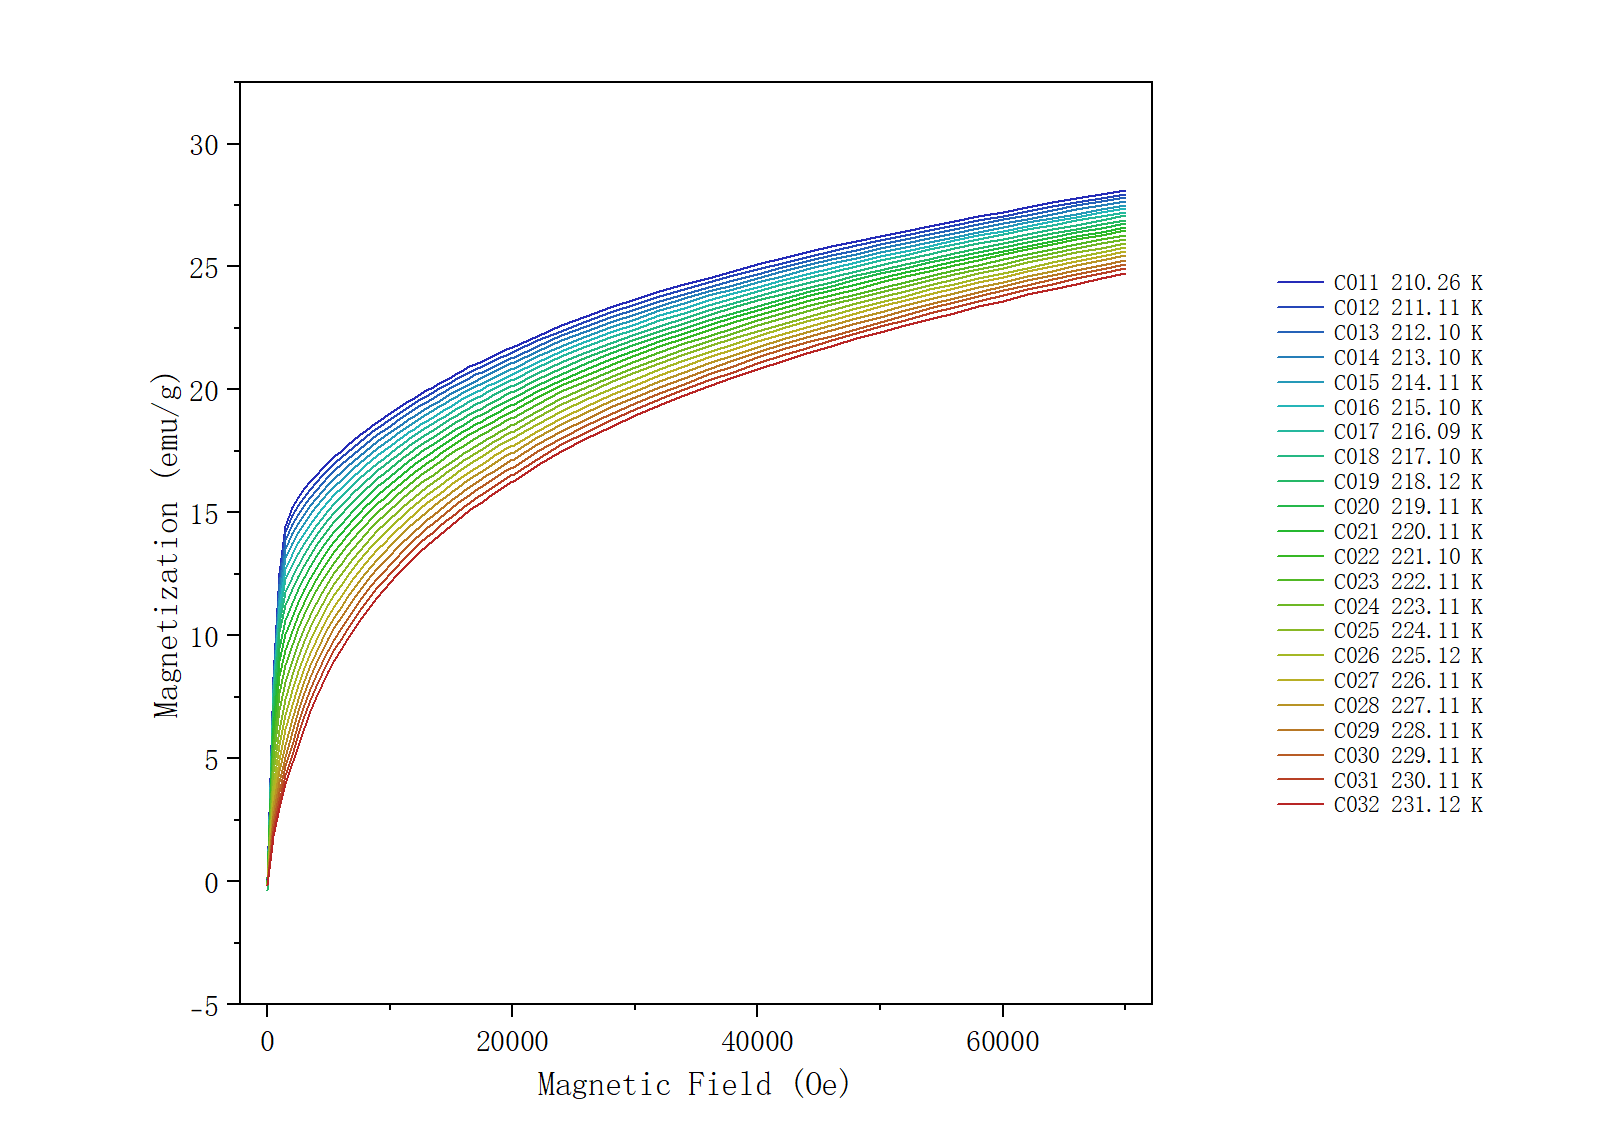 30
25
20
15
10
5
0
-5
Magnetization (emu/g)
0 20000 40000 60000
Magnetic Field (Oe)
C011 210.26 K
C012 211.11 K
C013 212.10 K
C014 213.10 K
C015 214.11 K
C016 215.10 K
C017 216.09 K
C018 217.10 K
C019 218.12 K
C020 219.11 K
C021 220.11 K
C022 221.10 K
C023 222.11 K
C024 223.11 K
C025 224.11 K
C026 225.12 K
C027 226.11 K
C028 227.11 K
C029 228.11 K
C030 229.11 K
C031 230.11 K
C032 231.12 K